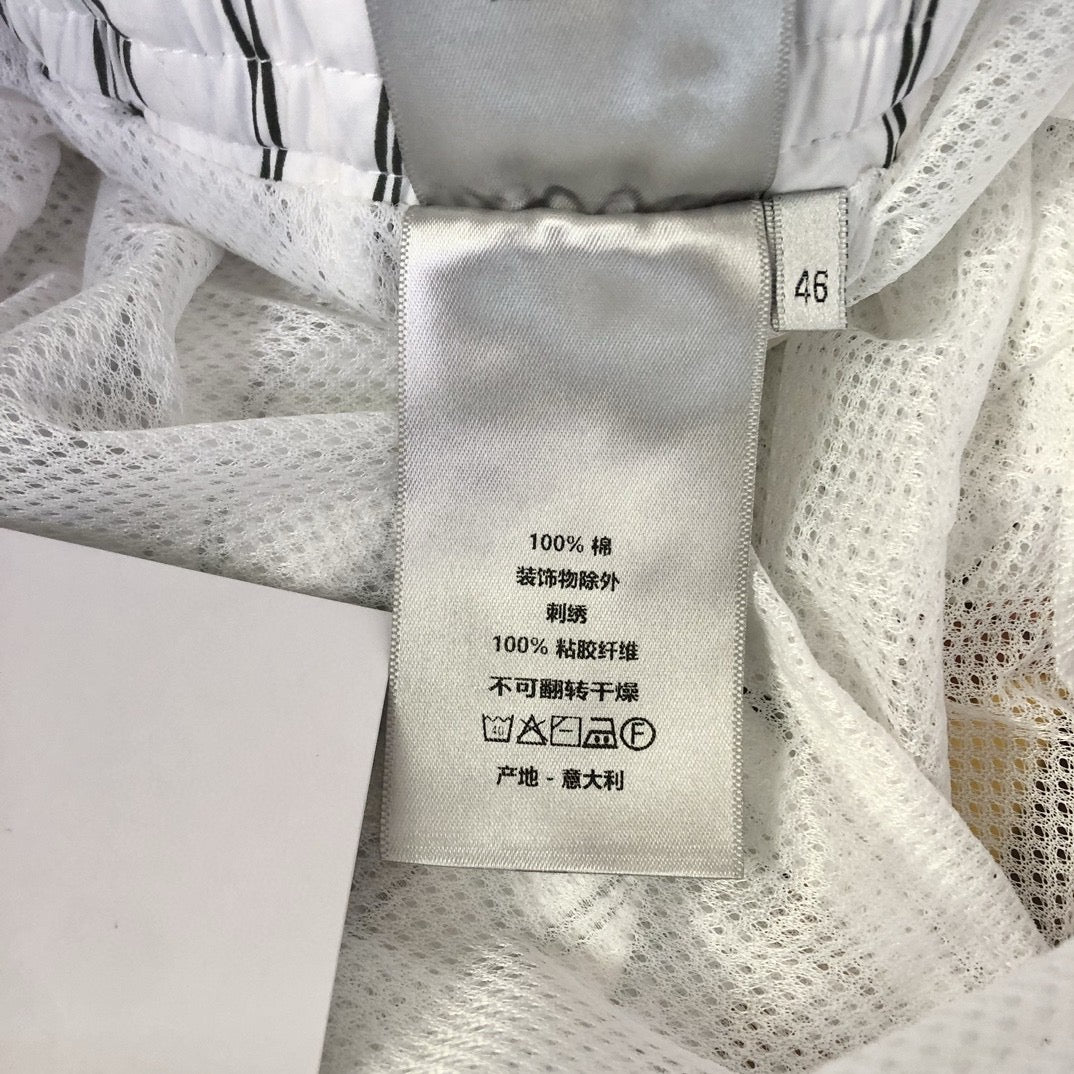 46
100% 棉
装饰物除外
刺绣
100% 粘胶纤维
不可翻转干燥
40 F
产地 - 意大利